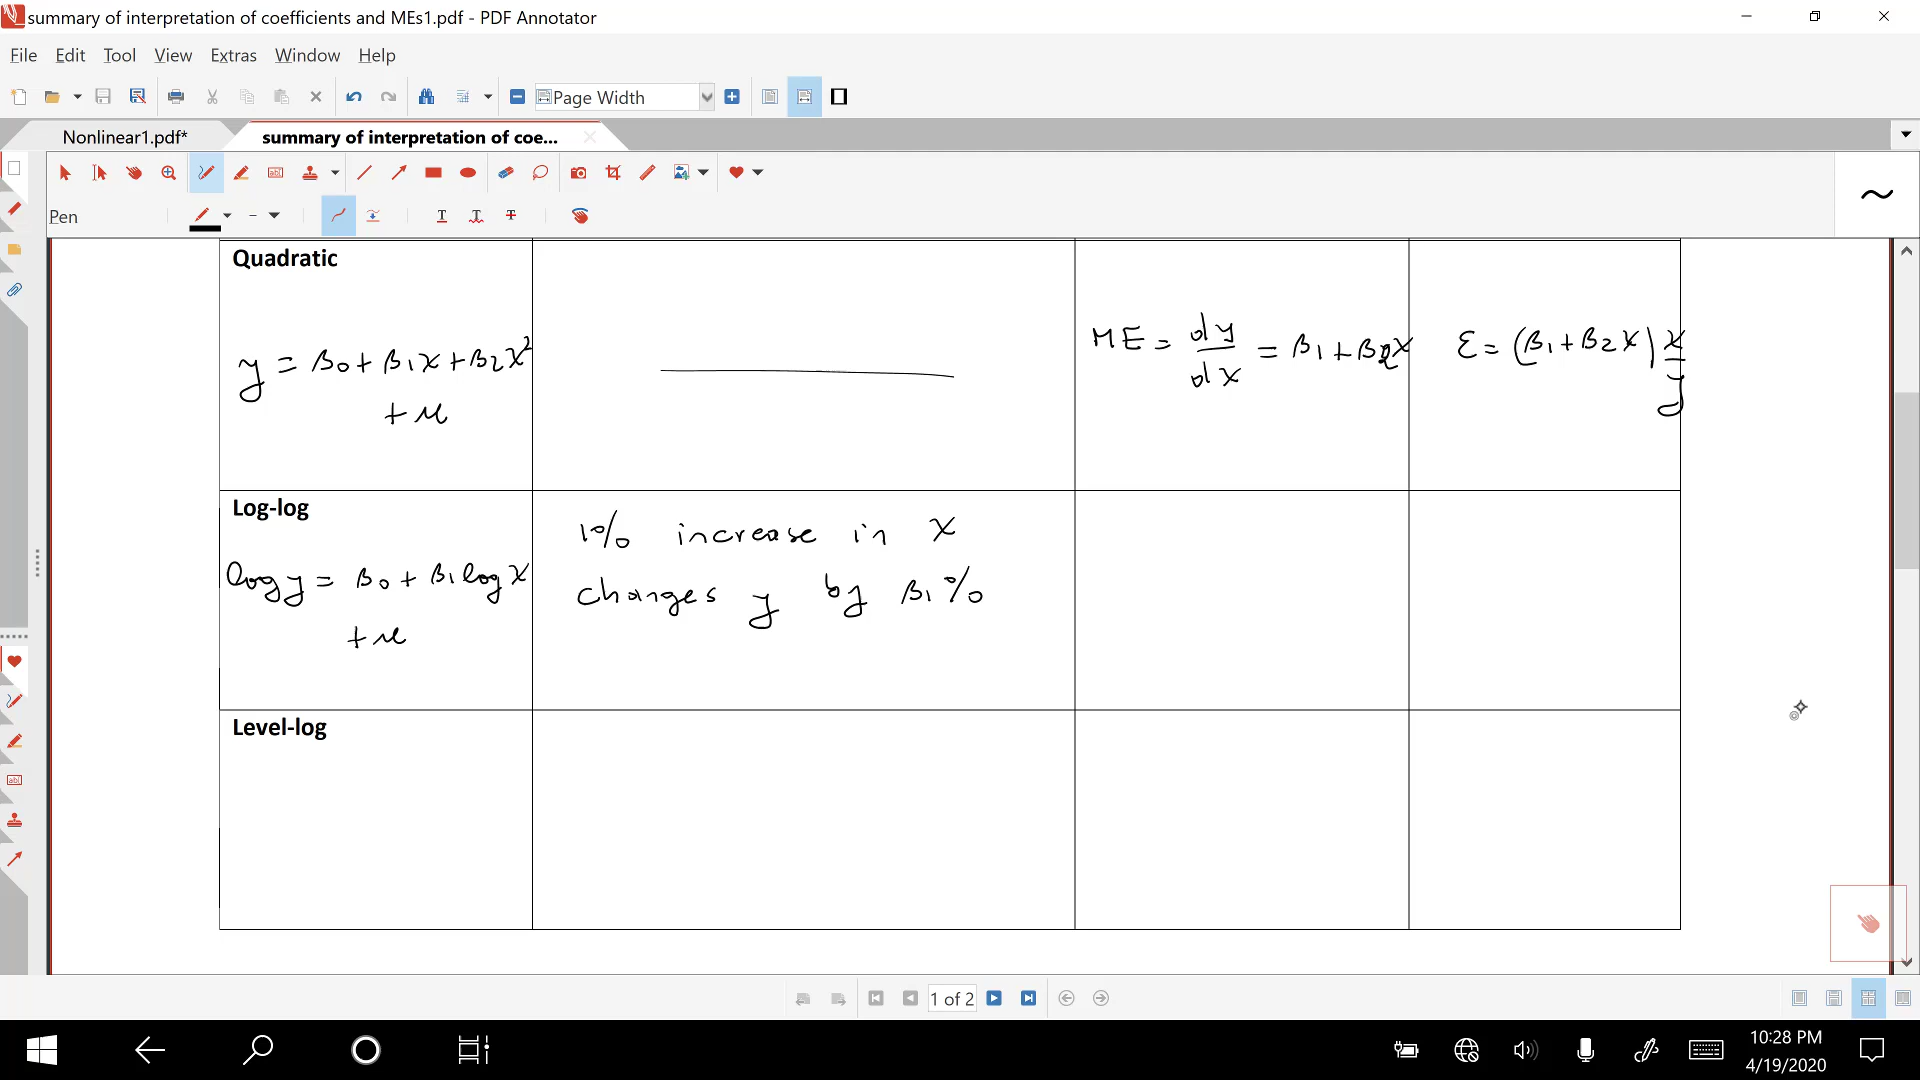 summary of interpretation of coefficients and MEs1.pdf - PDF Annotator
File Edit Tool View Extras Window Help
Page Width
Nonlinear1.pdf*
summary of interpretation of coe...
Pen
Quadratic
y = β0 + β1x + β2x²
+ u
ME = dy/dx = β1 + β2x
ε = (β1 + β2x) x/y
Log-log
log y = β0 + β1 log x
+ u
1% increase in x
changes y by β1%
Level-log
1 of 2
10:28 PM
4/19/2020